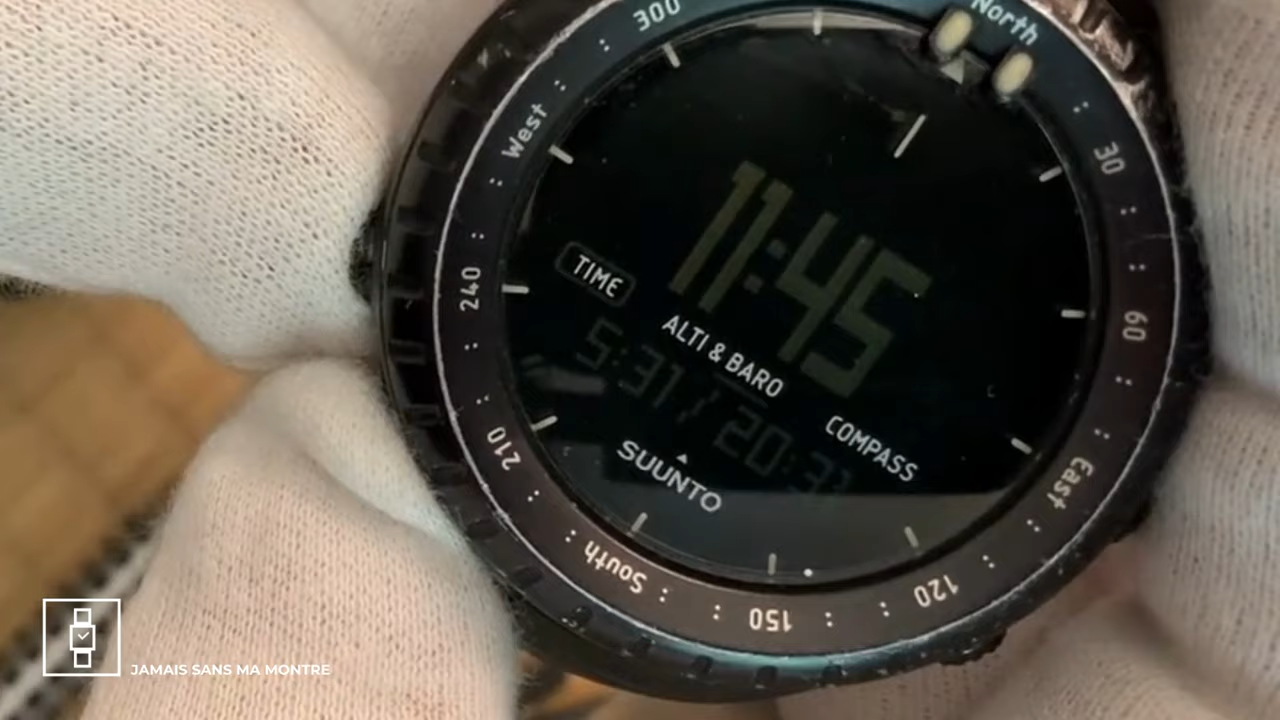 300
North
West
30
11:45
TIME
240
60
ALTI & BARO
5:31 / 20:3
COMPASS
210
SUUNTO
East
South
120
150
JAMAIS SANS MA MONTRE